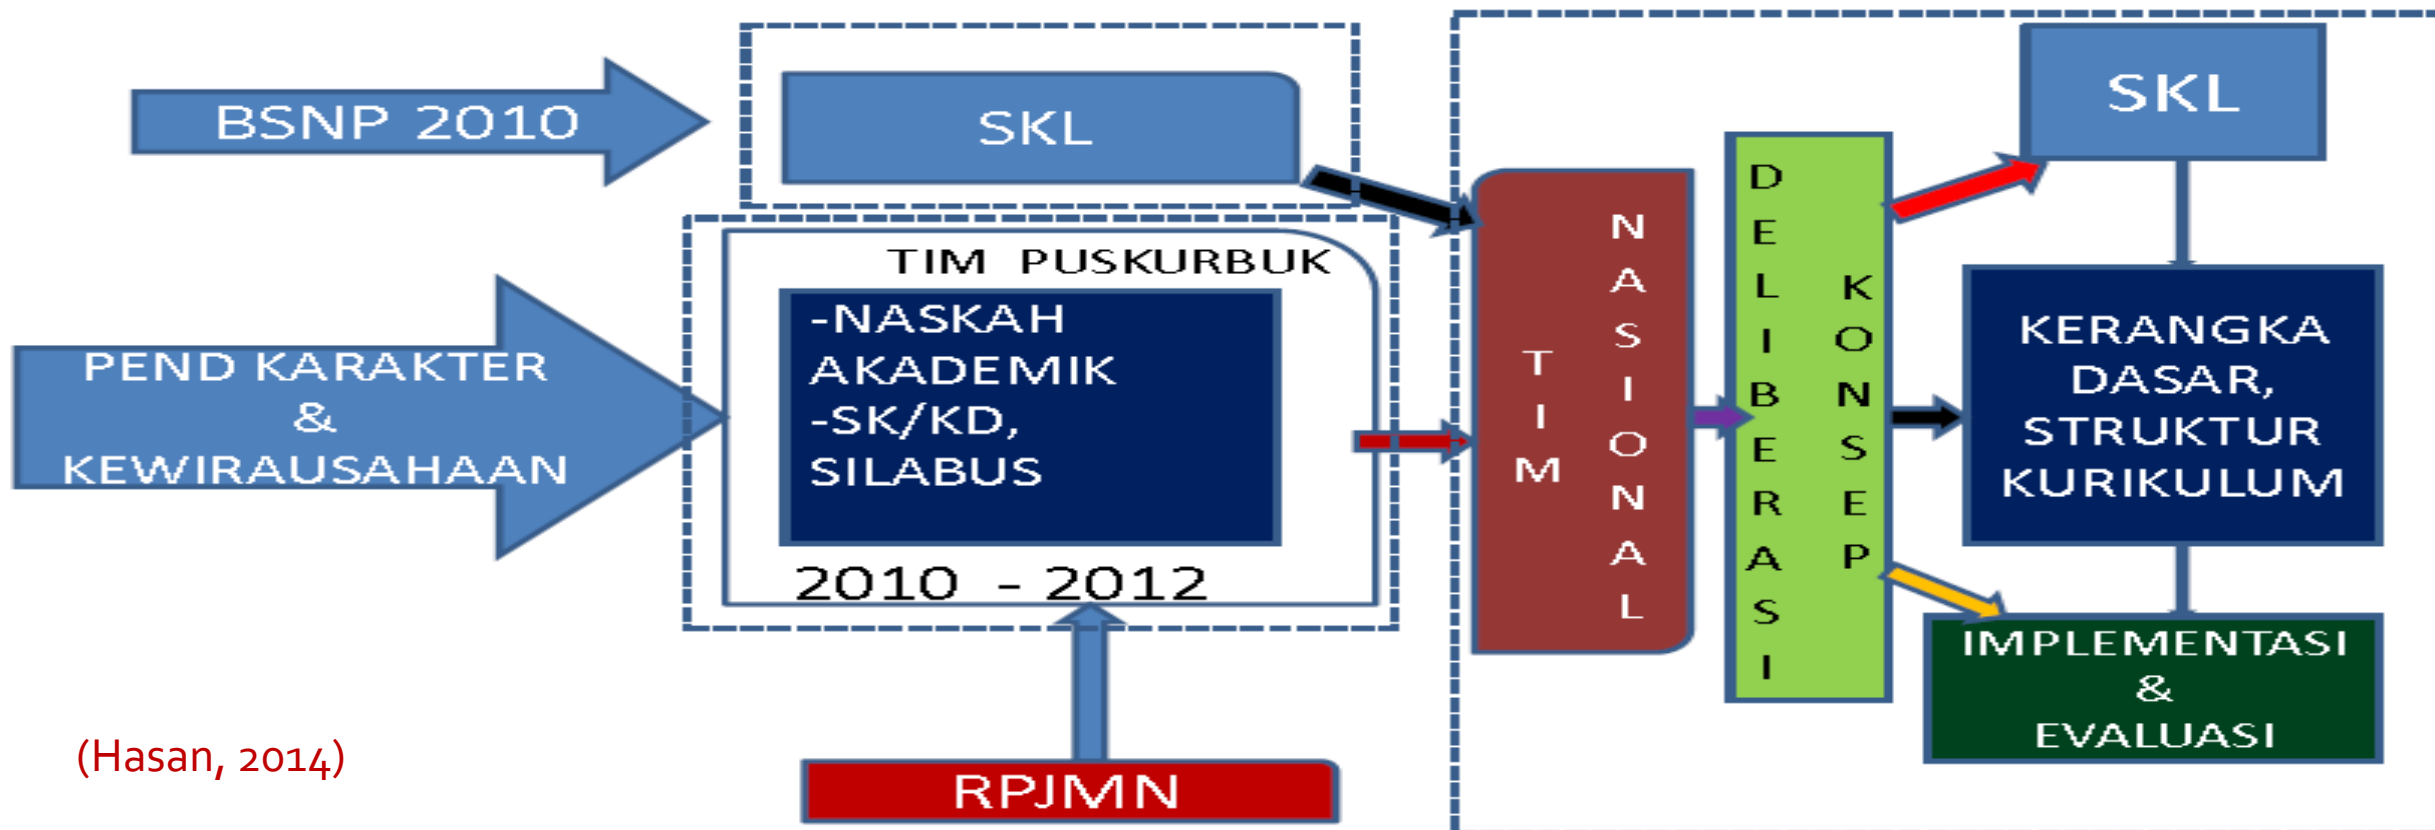 BSNP 2010
SKL
PEND KARAKTER
&
KEWIRAUSAHAAN
TIM PUSKURBUK
-NASKAH
AKADEMIK
-SK/KD,
SILABUS
2010 - 2012
RPJMN
TIM
NASIONAL
DELIBERASI
KONSEP
SKL
KERANGKA
DASAR,
STRUKTUR
KURIKULUM
IMPLEMENTASI
&
EVALUASI
(Hasan, 2014)